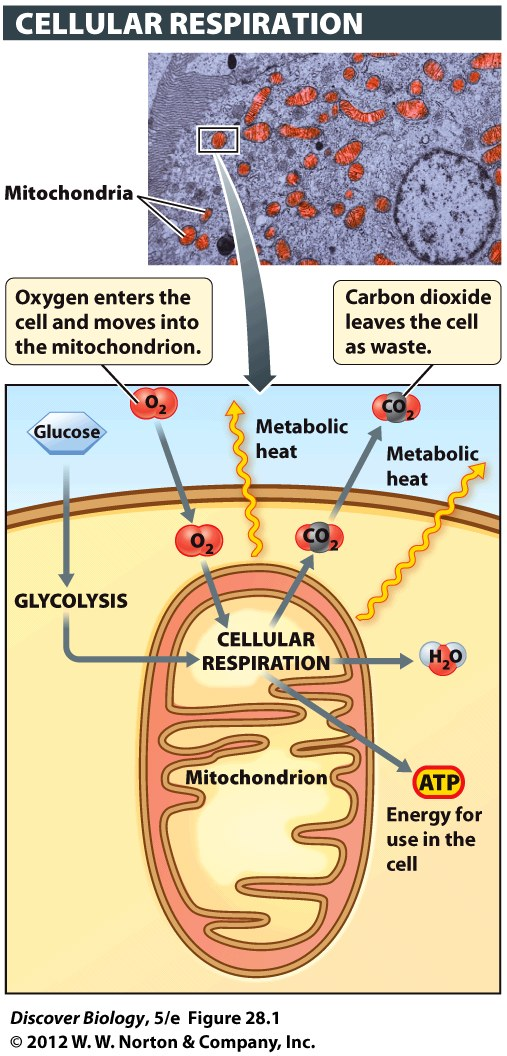 CELLULAR RESPIRATION
Mitochondria
Oxygen enters the
cell and moves into
the mitochondrion.
Carbon dioxide
leaves the cell
as waste.
O₂
CO₂
Glucose
Metabolic
heat
Metabolic
heat
O₂
CO₂
GLYCOLYSIS
CELLULAR
RESPIRATION
H₂O
Mitochondrion
ATP
Energy for
use in the
cell
Discover Biology, 5/e Figure 28.1
© 2012 W. W. Norton & Company, Inc.